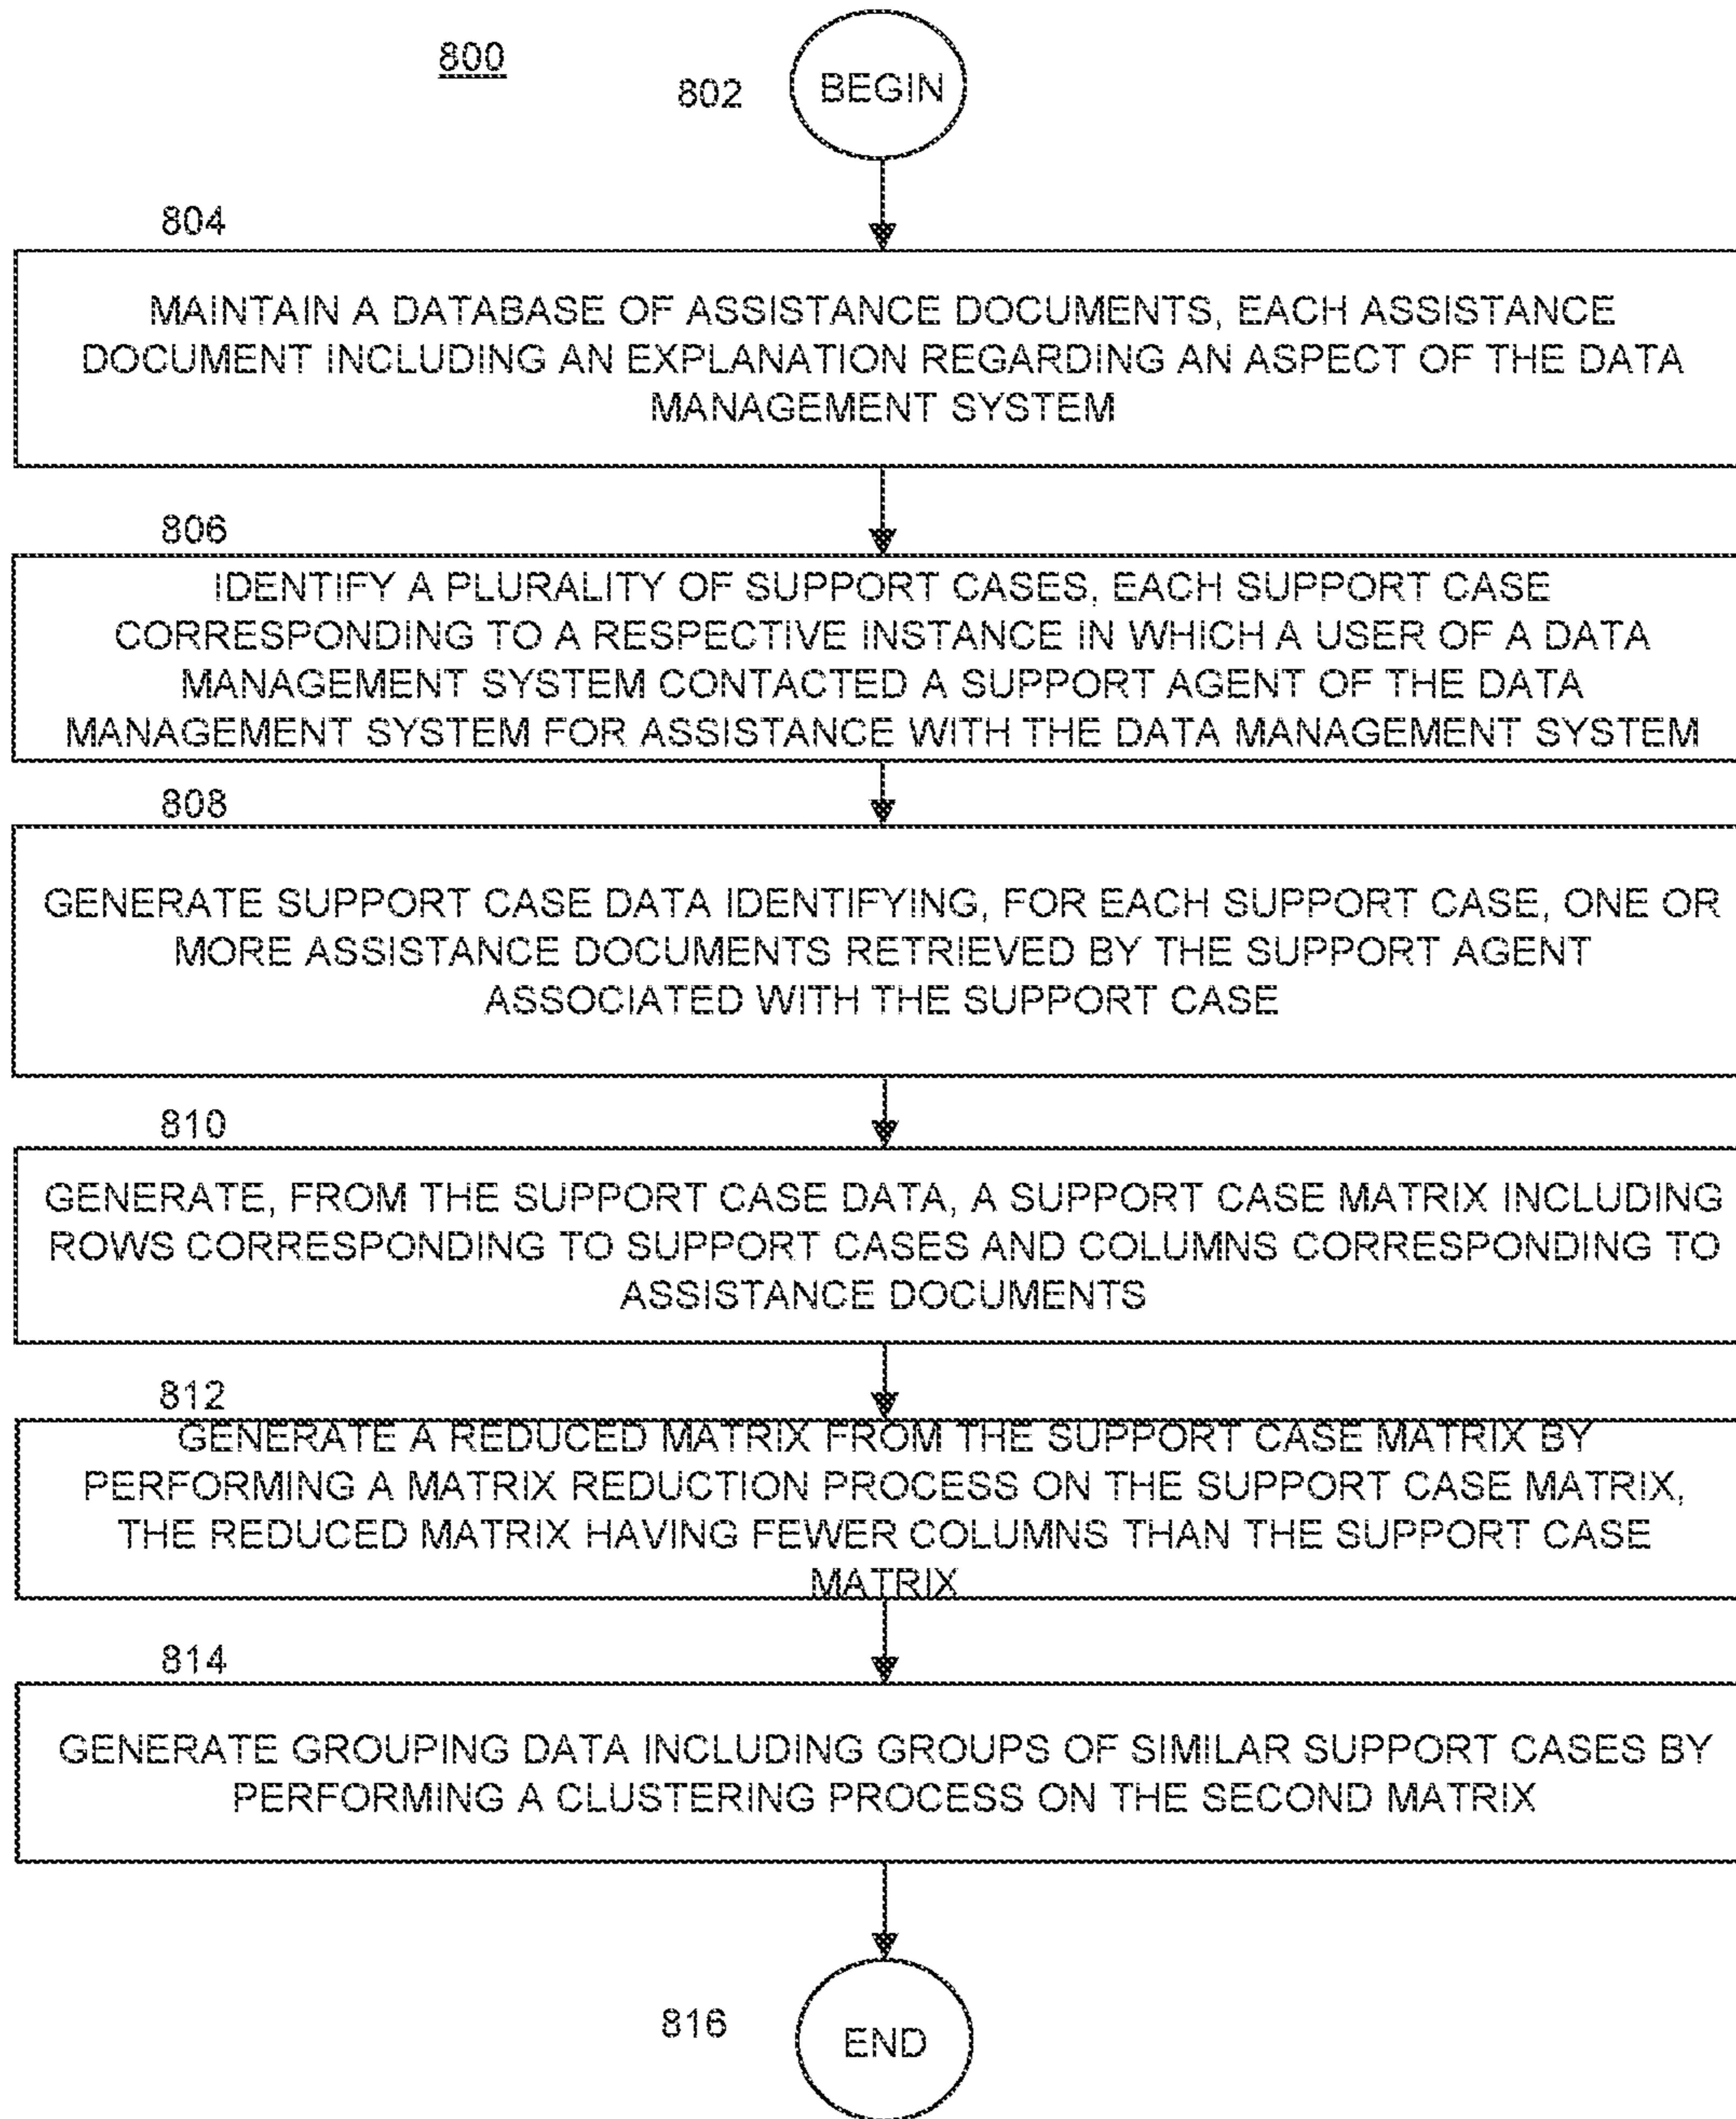 800
802
BEGIN
804
MAINTAIN A DATABASE OF ASSISTANCE DOCUMENTS, EACH ASSISTANCE
DOCUMENT INCLUDING AN EXPLANATION REGARDING AN ASPECT OF THE DATA
MANAGEMENT SYSTEM
806
IDENTIFY A PLURALITY OF SUPPORT CASES, EACH SUPPORT CASE
CORRESPONDING TO A RESPECTIVE INSTANCE IN WHICH A USER OF A DATA
MANAGEMENT SYSTEM CONTACTED A SUPPORT AGENT OF THE DATA
MANAGEMENT SYSTEM FOR ASSISTANCE WITH THE DATA MANAGEMENT SYSTEM
808
GENERATE SUPPORT CASE DATA IDENTIFYING, FOR EACH SUPPORT CASE, ONE OR
MORE ASSISTANCE DOCUMENTS RETRIEVED BY THE SUPPORT AGENT
ASSOCIATED WITH THE SUPPORT CASE
810
GENERATE, FROM THE SUPPORT CASE DATA, A SUPPORT CASE MATRIX INCLUDING
ROWS CORRESPONDING TO SUPPORT CASES AND COLUMNS CORRESPONDING TO
ASSISTANCE DOCUMENTS
812
GENERATE A REDUCED MATRIX FROM THE SUPPORT CASE MATRIX BY
PERFORMING A MATRIX REDUCTION PROCESS ON THE SUPPORT CASE MATRIX,
THE REDUCED MATRIX HAVING FEWER COLUMNS THAN THE SUPPORT CASE
MATRIX
814
GENERATE GROUPING DATA INCLUDING GROUPS OF SIMILAR SUPPORT CASES BY
PERFORMING A CLUSTERING PROCESS ON THE SECOND MATRIX
816
END